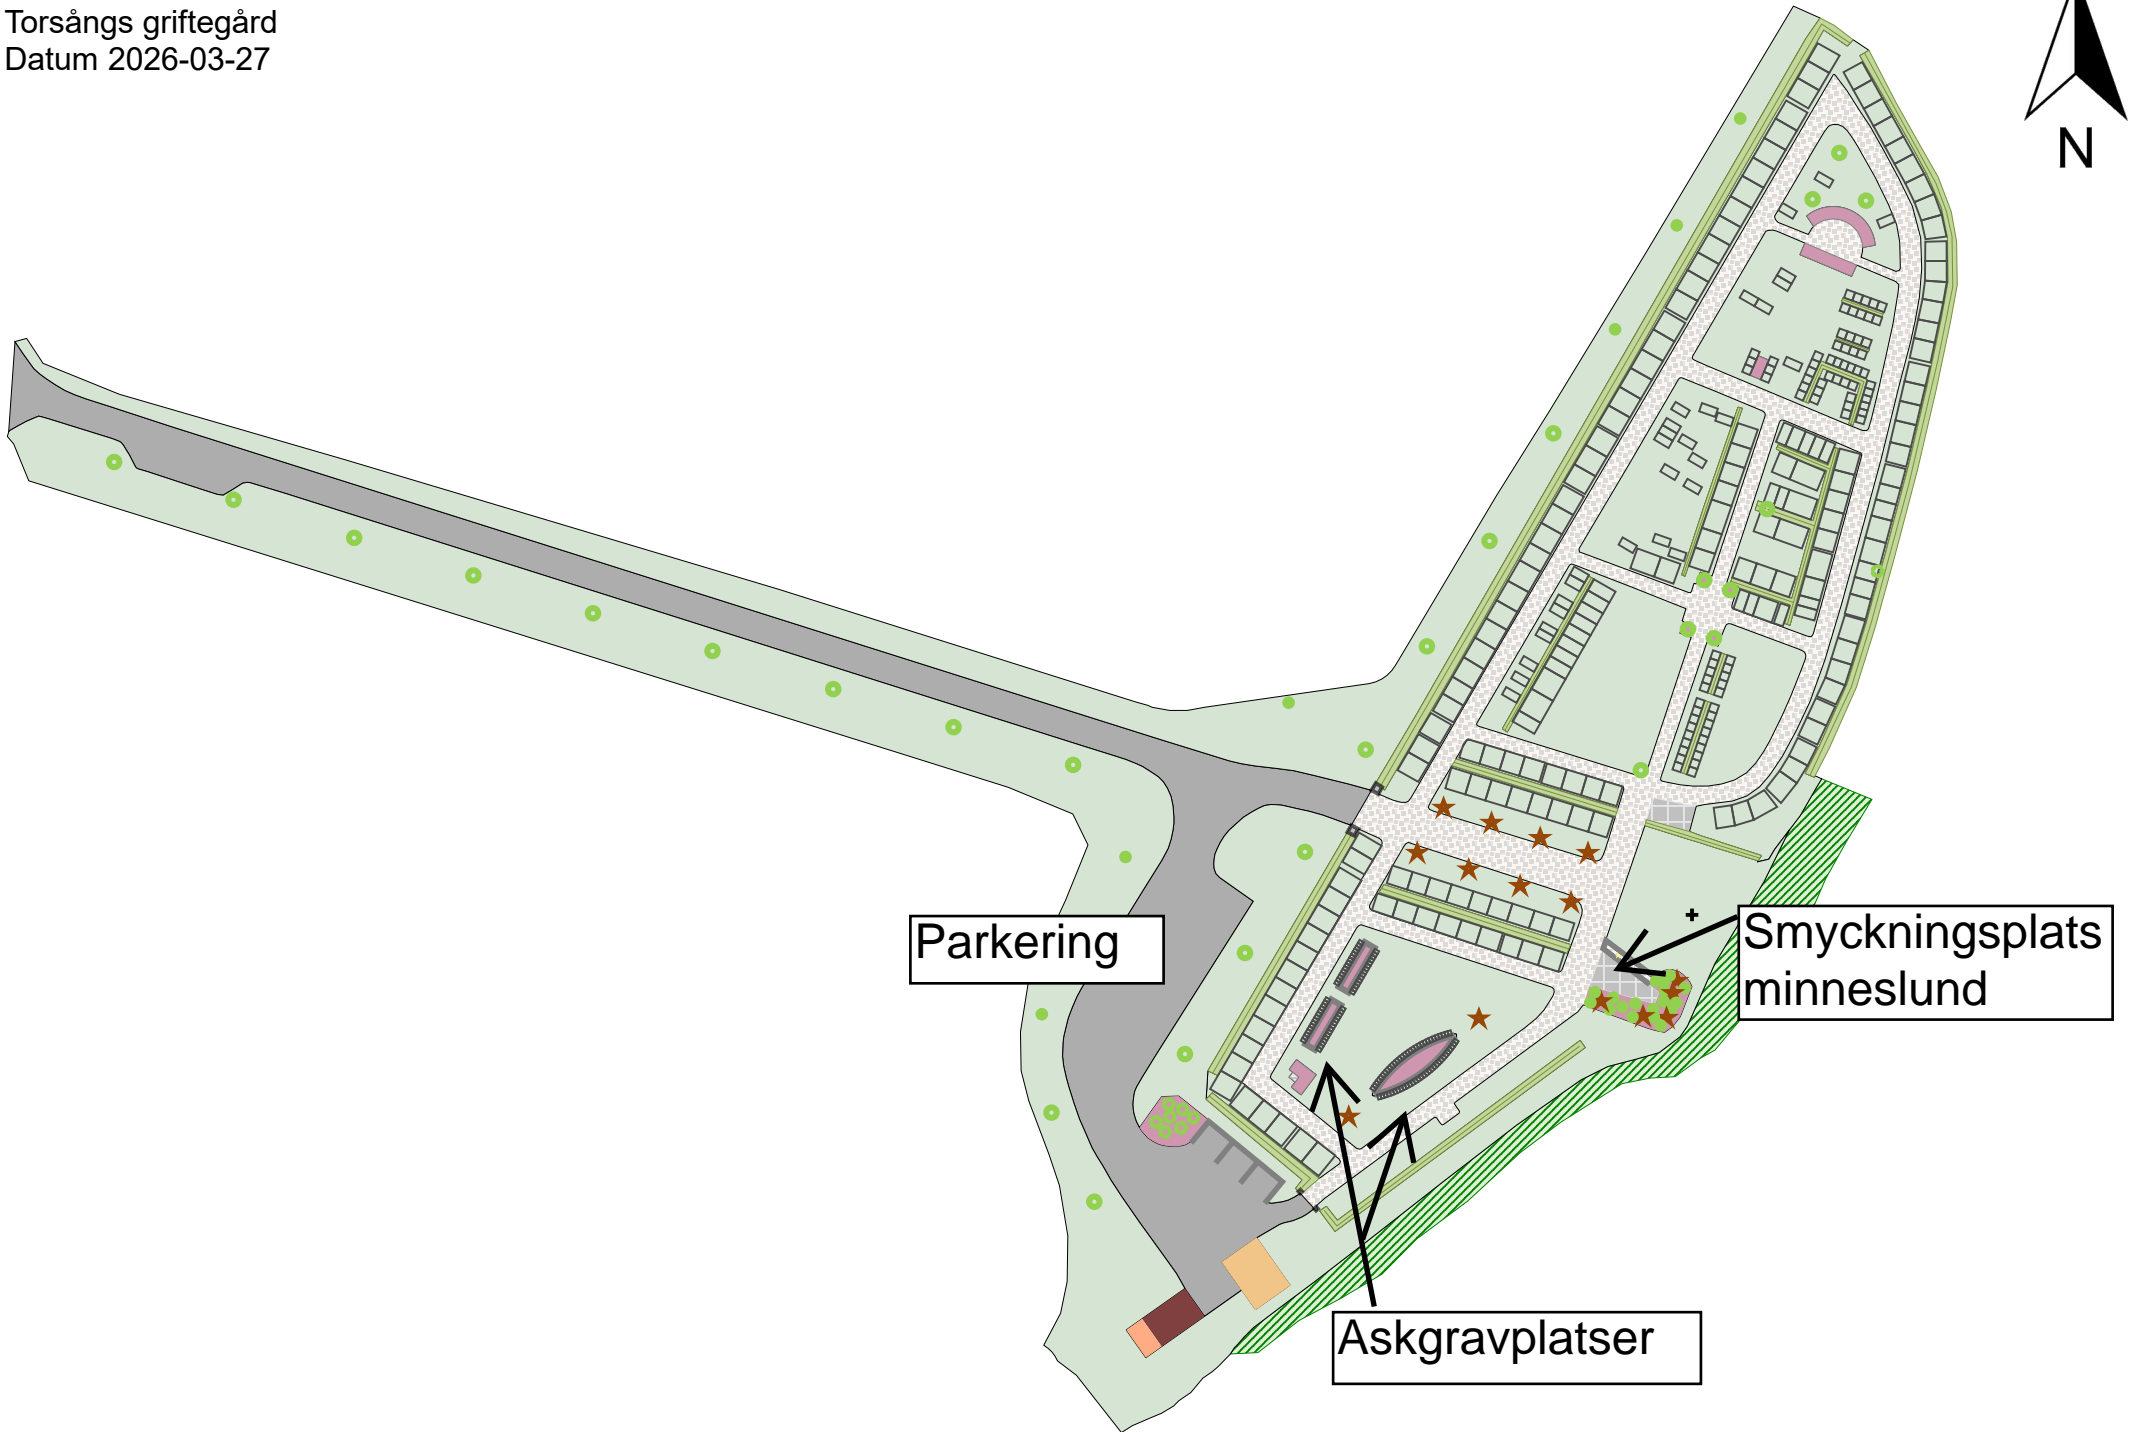 Torsångs griftegård
Datum 2026-03-27
N
Parkering
Smyckningsplats
minneslund
Askgravplatser